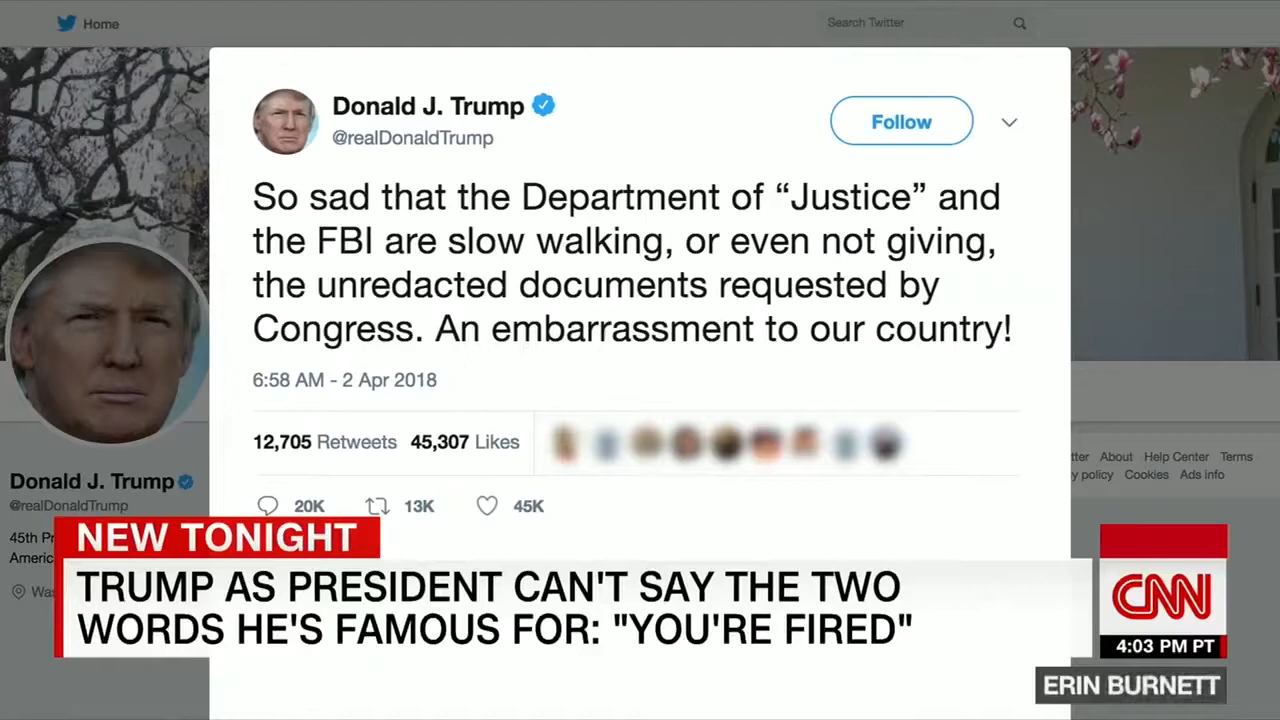 Home
Search Twitter
Donald J. Trump
@realDonaldTrump
Follow
So sad that the Department of “Justice” and
the FBI are slow walking, or even not giving,
the unredacted documents requested by
Congress. An embarrassment to our country!
6:58 AM - 2 Apr 2018
12,705 Retweets 45,307 Likes
20K 13K 45K
Donald J. Trump
@realDonaldTrump
45th
About Help Center Terms
policy Cookies Ads info
NEW TONIGHT
TRUMP AS PRESIDENT CAN'T SAY THE TWO
WORDS HE'S FAMOUS FOR: "YOU'RE FIRED"
CNN
4:03 PM PT
ERIN BURNETT